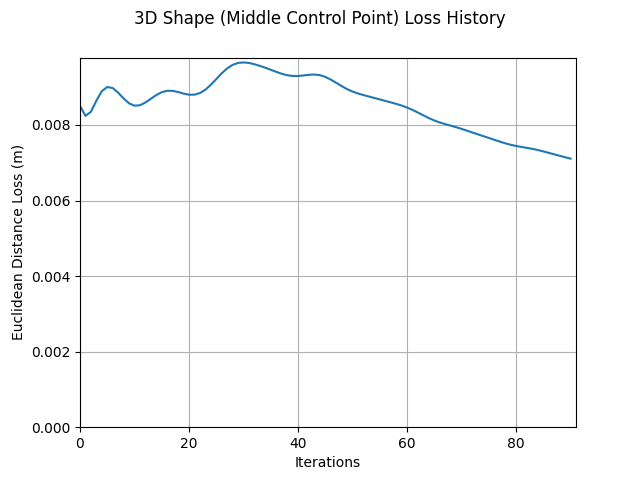 3D Shape (Middle Control Point) Loss History
Euclidean Distance Loss (m)
0.008
0.006
0.004
0.002
0.000
0 20 40 60 80
Iterations